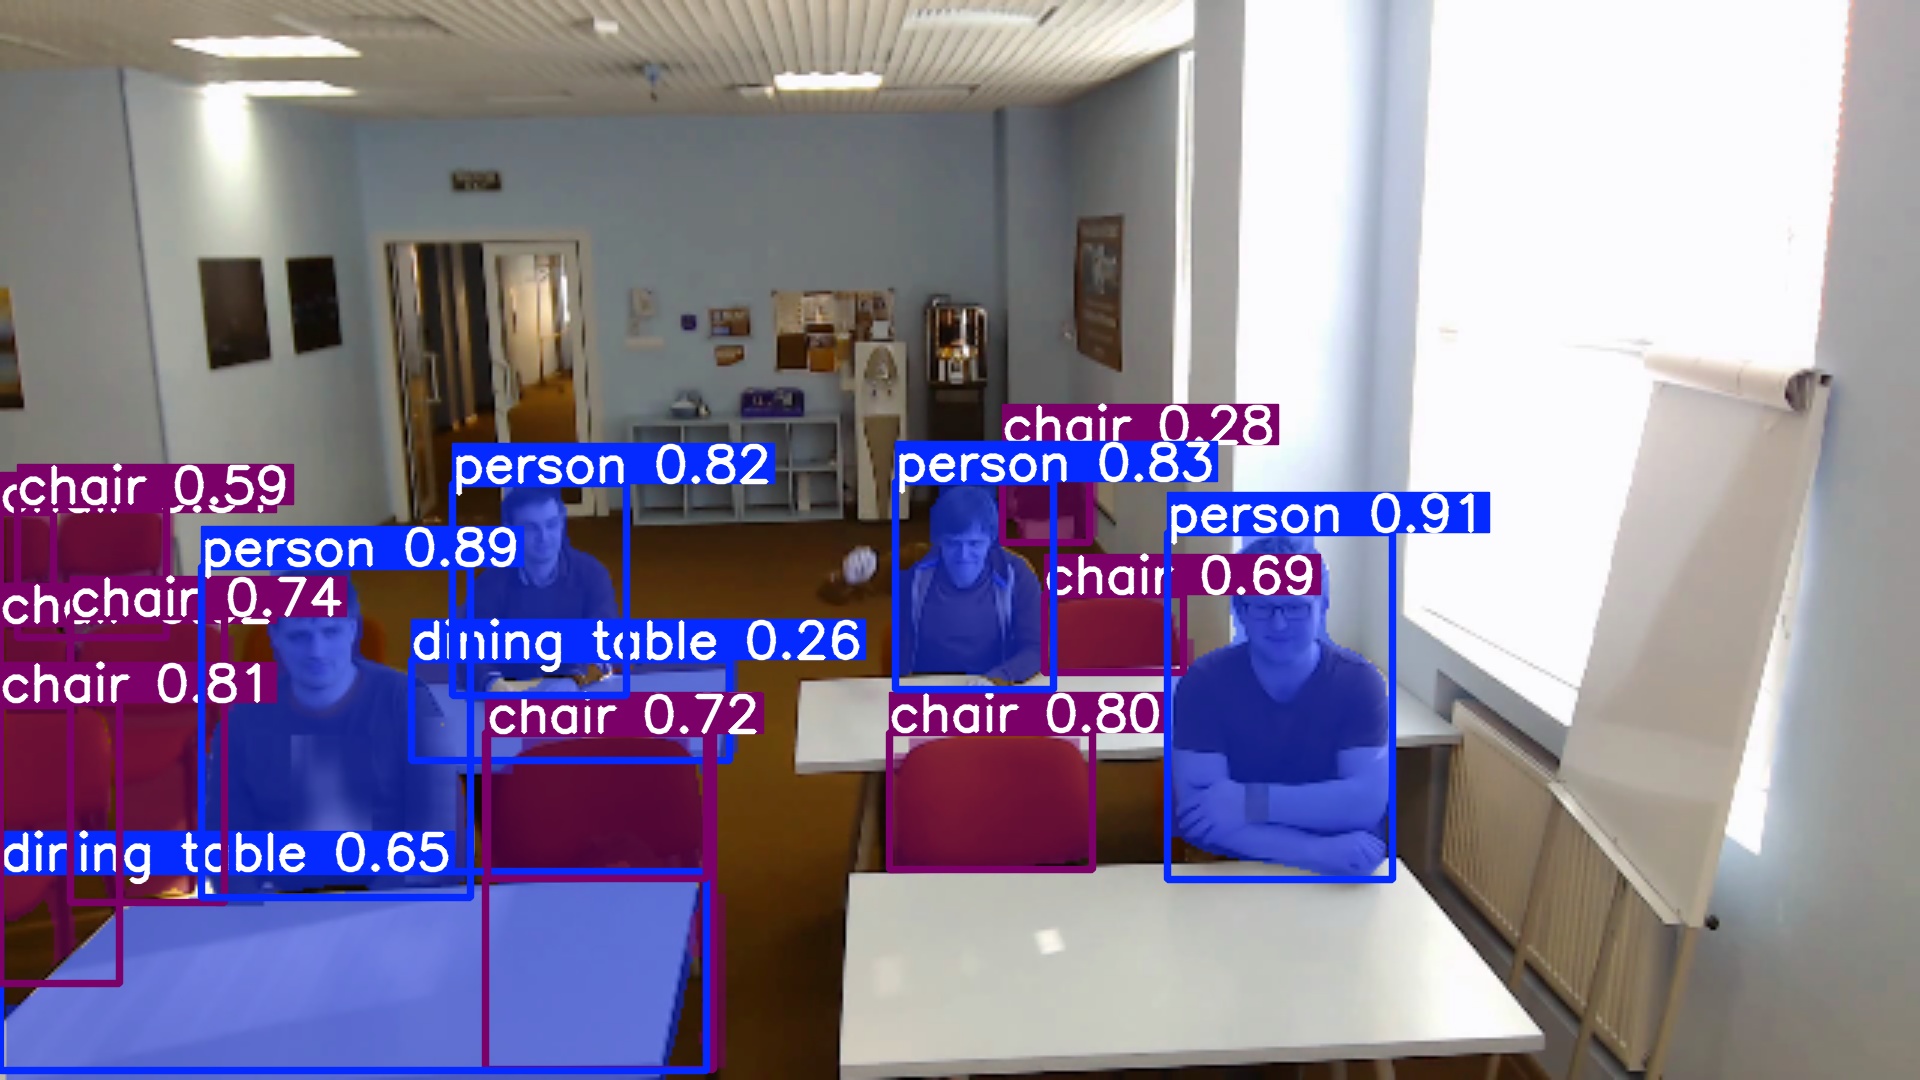 chair 0.28
person 0.82
person 0.83
chair 0.59
person 0.91
person 0.89
chair 0.69
chair 0.74
dining table 0.26
chair 0.81
chair 0.72
chair 0.80
dining table 0.65